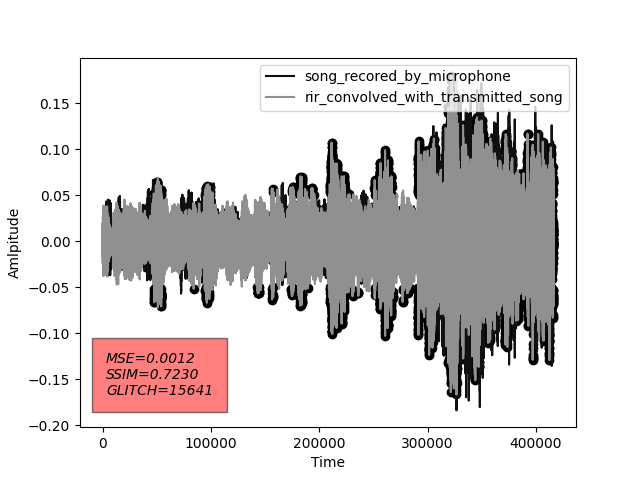 song_recored_by_microphone
rir_convolved_with_transmitted_song
0.15
0.10
0.05
0.00
−0.05
−0.10
−0.15
−0.20
Amlpitude
MSE=0.0012
SSIM=0.7230
GLITCH=15641
0 100000 200000 300000 400000
Time